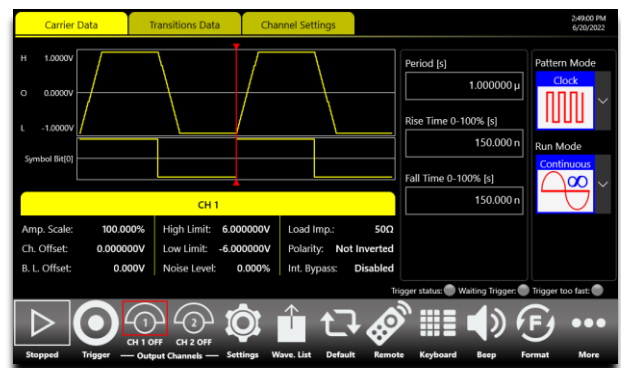 Carrier Data
Transitions Data
Channel Settings
2:49:00 PM
6/20/2022
H 1.0000V
O 0.0000V
L -1.0000V
Symbol Bit[0]
Period [s]
1.000000 µ
Rise Time 0-100% [s]
150.000 n
Fall Time 0-100% [s]
150.000 n
Pattern Mode
Clock
Run Mode
Continuous
∞
CH 1
Amp. Scale: 100.000% High Limit: 6.000000V Load Imp.: 50Ω
Ch. Offset: 0.000000V Low Limit: -6.000000V Polarity: Not Inverted
B. L. Offset: 0.000V Noise Level: 0.000% Int. Bypass: Disabled
Trigger status: Waiting Trigger: Trigger too fast:
1 2 F
CH 1 OFF CH 2 OFF
Stopped Trigger Output Channels Settings Wave. List Default Remote Keyboard Beep Format More